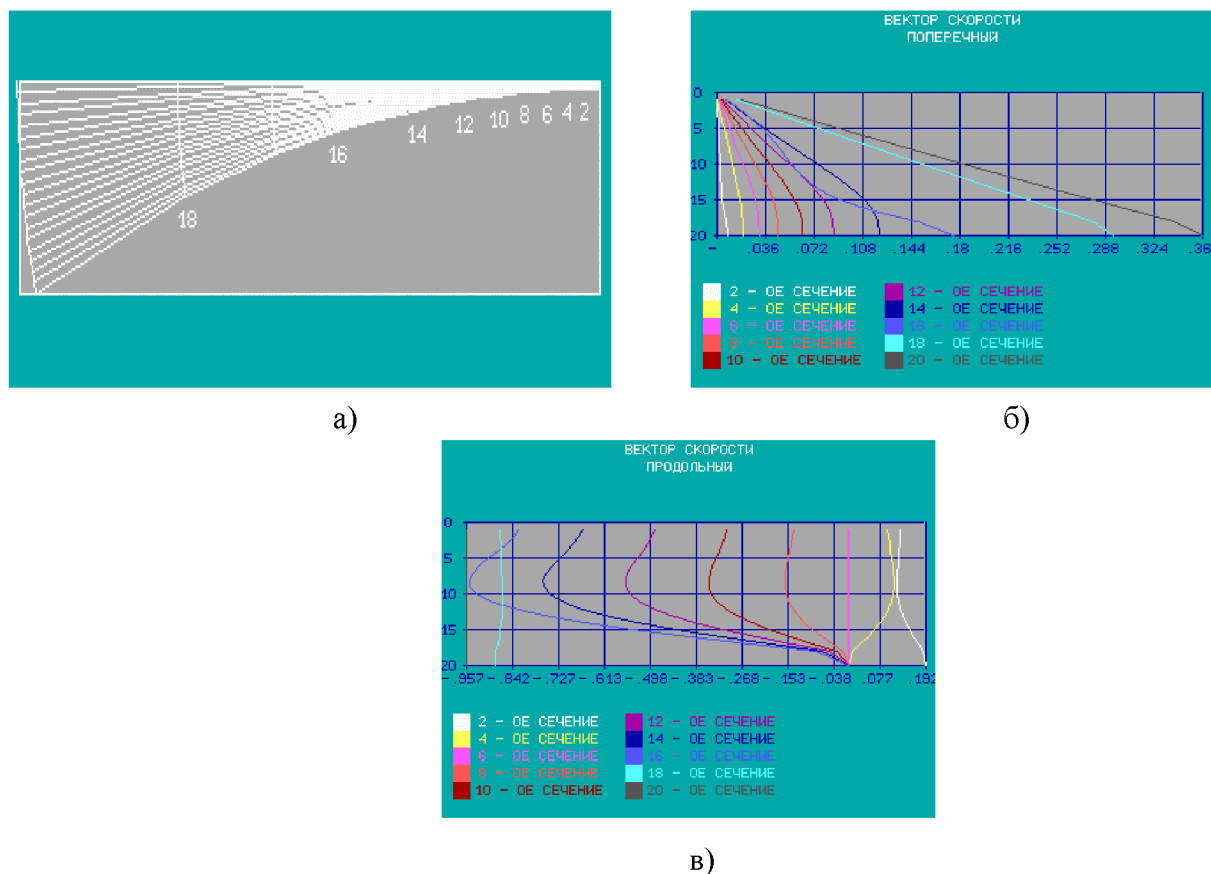 2
4
6
8
10
12
14
16
18
а)
ВЕКТОР СКОРОСТИ
ПОПЕРЕЧНЫЙ
0
5
10
15
20
- .036 .072 .108 .144 .18 .216 .252 .288 .324 .36
2 - ОЕ СЕЧЕНИЕ
4 - ОЕ СЕЧЕНИЕ
6 - ОЕ СЕЧЕНИЕ
8 - ОЕ СЕЧЕНИЕ
10 - ОЕ СЕЧЕНИЕ
12 - ОЕ СЕЧЕНИЕ
14 - ОЕ СЕЧЕНИЕ
16 - ОЕ СЕЧЕНИЕ
18 - ОЕ СЕЧЕНИЕ
20 - ОЕ СЕЧЕНИЕ
б)
ВЕКТОР СКОРОСТИ
ПРОДОЛЬНЫЙ
0
5
10
15
20
-.957 -.842 -.727 -.613 -.498 -.383 -.268 -.153 -.038 .077 .192
2 - ОЕ СЕЧЕНИЕ
4 - ОЕ СЕЧЕНИЕ
6 - ОЕ СЕЧЕНИЕ
8 - ОЕ СЕЧЕНИЕ
10 - ОЕ СЕЧЕНИЕ
12 - ОЕ СЕЧЕНИЕ
14 - ОЕ СЕЧЕНИЕ
16 - ОЕ СЕЧЕНИЕ
18 - ОЕ СЕЧЕНИЕ
20 - ОЕ СЕЧЕНИЕ
в)